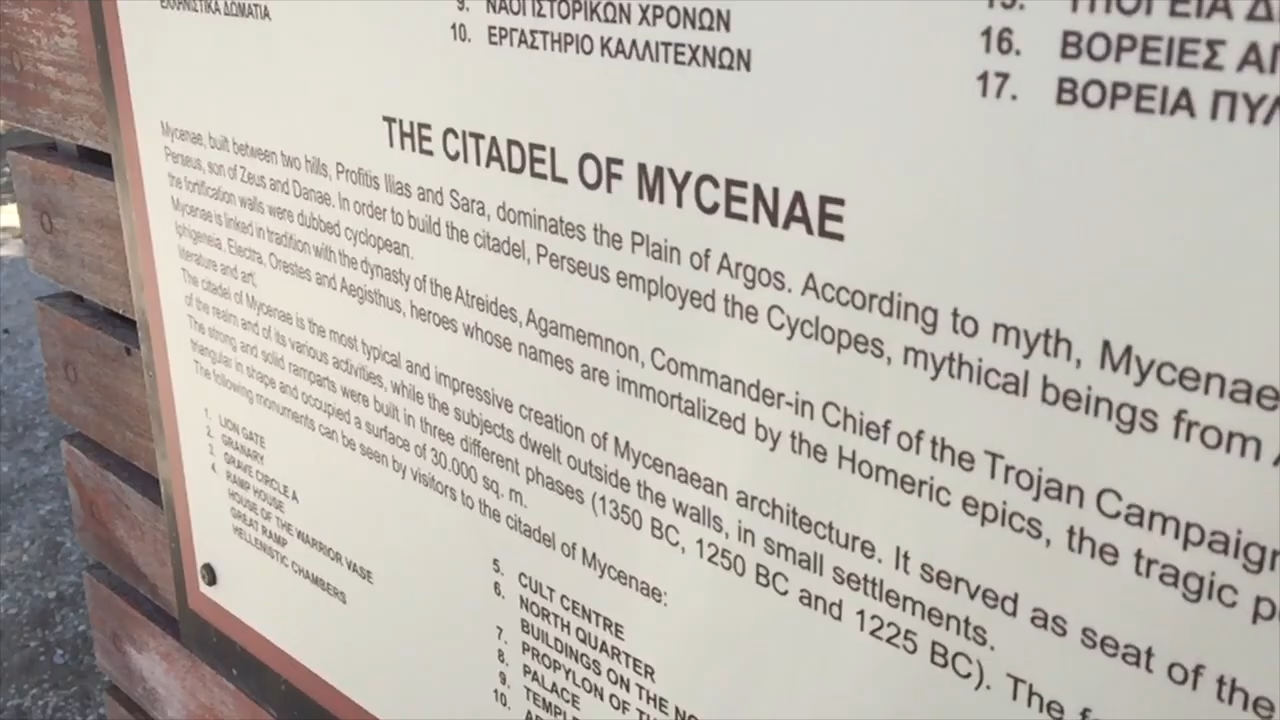 ΕΛΛΗΝΙΣΤΙΚΑ ΔΩΜΑΤΙΑ
9. ΝΑΟΙ ΙΣΤΟΡΙΚΩΝ ΧΡΟΝΩΝ
10. ΕΡΓΑΣΤΗΡΙΟ ΚΑΛΛΙΤΕΧΝΩΝ
15.
16. ΒΟΡΕΙΕΣ
17. ΒΟΡΕΙΑ
THE CITADEL OF MYCENAE
Mycenae, built between two hills, Profitis Ilias and Sara, dominates the Plain of Argos. According to myth, Mycenae
Perseus, son of Zeus and Danae. In order to build the citadel, Perseus employed the Cyclopes, mythical beings from
the fortification walls were dubbed cyclopean.
Mycenae is linked in tradition with the dynasty of the Atreides, Agamemnon, Commander-in Chief of the Trojan Campaign
Iphigeneia, Electra, Orestes and Aegisthus, heroes whose names are immortalized by the Homeric epics, the tragic
literature and art.
The citadel of Mycenae is the most typical and impressive creation of Mycenaean architecture. It served as seat of the
of the realm and of its various activities, while the subjects dwelt outside the walls, in small settlements.
The strong and solid ramparts were built in three different phases (1350 BC, 1250 BC and 1225 BC). The
triangular in shape and occupied a surface of 30.000 sq. m.
The following monuments can be seen by visitors to the citadel of Mycenae:
1. LION GATE
2. GRANARY
3. GRAVE CIRCLE A
4. RAMP HOUSE
HOUSE OF THE WARRIOR VASE
GREAT RAMP
HELLENISTIC CHAMBERS
5. CULT CENTRE
6. NORTH QUARTER
BUILDINGS ON THE
7. PROPYLON OF
8. PALACE
9.
10.